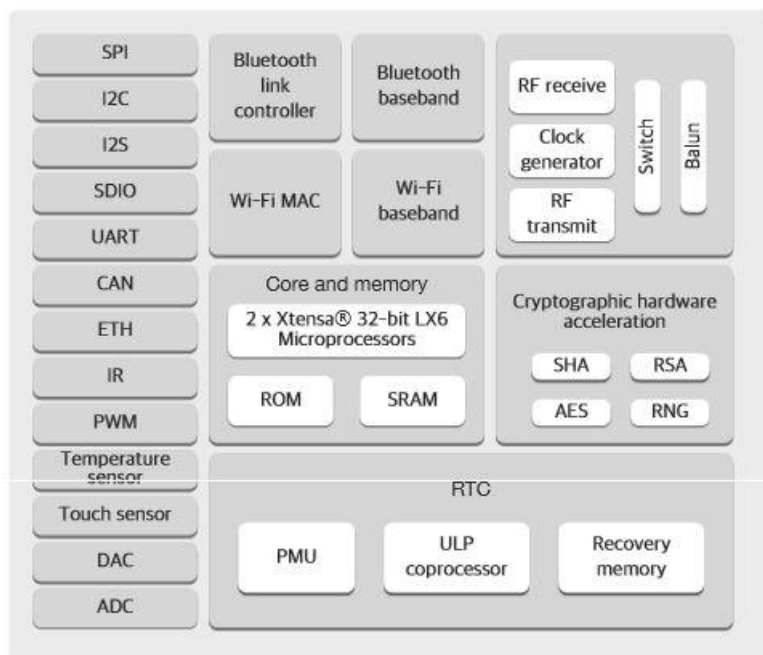 SPI
I2C
I2S
SDIO
UART
CAN
ETH
IR
PWM
Temperature
sensor
Touch sensor
DAC
ADC
Bluetooth
link
controller
Bluetooth
baseband
Wi-Fi MAC
Wi-Fi
baseband
RF receive
Clock
generator
RF
transmit
Switch
Balun
Core and memory
2 x Xtensa® 32-bit LX6
Microprocessors
ROM
SRAM
Cryptographic hardware
acceleration
SHA
RSA
AES
RNG
RTC
PMU
ULP
coprocessor
Recovery
memory